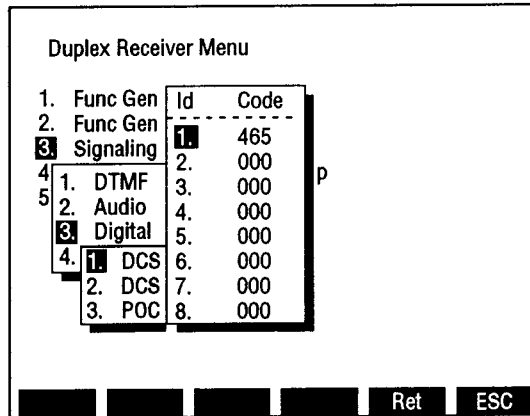 Duplex Receiver Menu
1. Func Gen
2. Func Gen
3. Signaling
4
5
p
1. DTMF
2. Audio
3. Digital
4.
1. DCS
2. DCS
3. POC
Id Code
1. 465
2. 000
3. 000
4. 000
5. 000
6. 000
7. 000
8. 000
Ret ESC